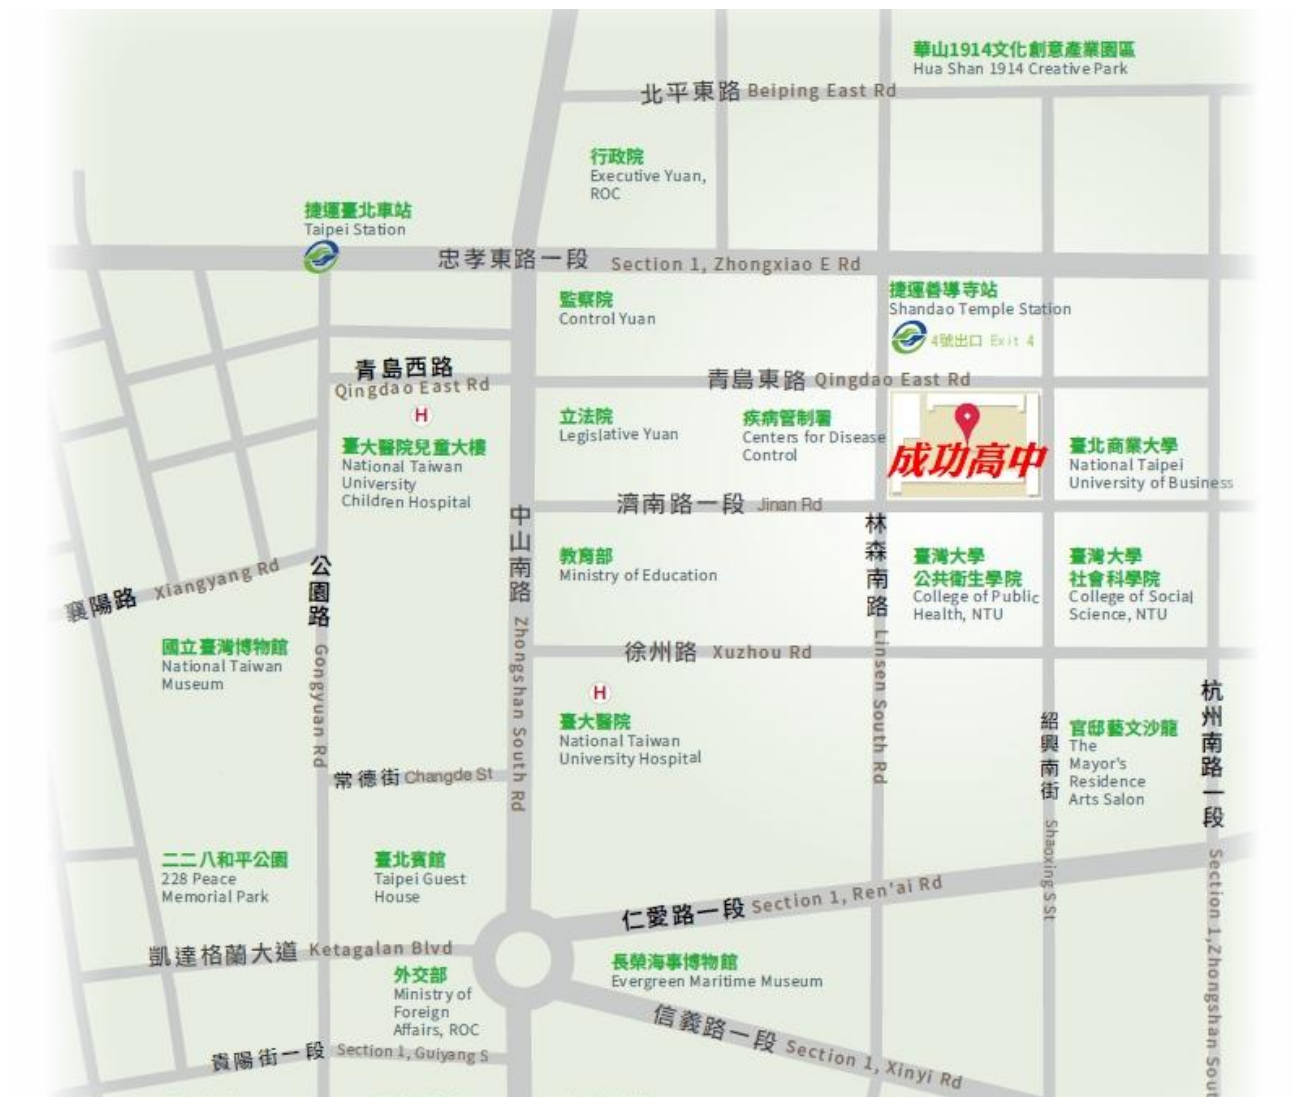 華山1914文化創意產業園區
Hua Shan 1914 Creative Park
北平東路 Beiping East Rd
行政院
Executive Yuan,
ROC
捷運臺北車站
Taipei Station
忠孝東路一段 Section 1, Zhongxiao E Rd
監察院
Control Yuan
捷運善導寺站
Shandao Temple Station
4號出口 Exit 4
青島西路
Qingdao East Rd
青島東路 Qingdao East Rd
H
臺大醫院兒童大樓
National Taiwan
University
Children Hospital
立法院
Legislative Yuan
疾病管制署
Centers for Disease
Control
成功高中
臺北商業大學
National Taipei
University of Business
濟南路一段 Jinan Rd
中山南路 Zhongshan South Rd
林森南路 Linsen South Rd
公園路 Gongyuan Rd
襄陽路 Xiangyang Rd
教育部
Ministry of Education
臺灣大學
公共衛生學院
College of Public
Health, NTU
臺灣大學
社會科學院
College of Social
Science, NTU
國立臺灣博物館
National Taiwan
Museum
徐州路 Xuzhou Rd
H
臺大醫院
National Taiwan
University Hospital
紹興南街 Shaoxing S St
官邸藝文沙龍
The
Mayor's
Residence
Arts Salon
杭州南路一段 Section 1,Zhongshan Sout
常德街 Changde St
二二八和平公園
228 Peace
Memorial Park
臺北賓館
Taipei Guest
House
仁愛路一段 Section 1, Ren'ai Rd
凱達格蘭大道 Ketagalan Blvd
外交部
Ministry of
Foreign
Affairs, ROC
長榮海事博物館
Evergreen Maritime Museum
信義路一段 Section 1, Xinyi Rd
貴陽街一段 Section 1, Guiyang S